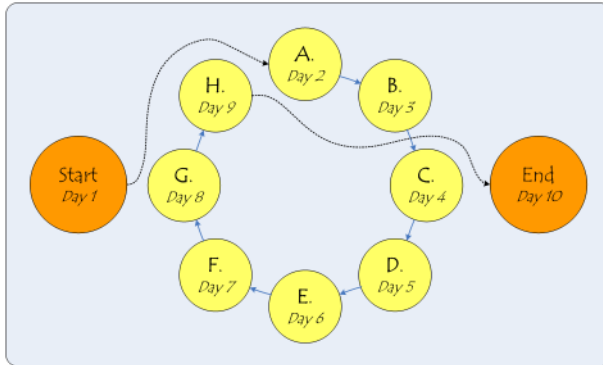 Start
Day 1
A.
Day 2
B.
Day 3
C.
Day 4
D.
Day 5
E.
Day 6
F.
Day 7
G.
Day 8
H.
Day 9
End
Day 10